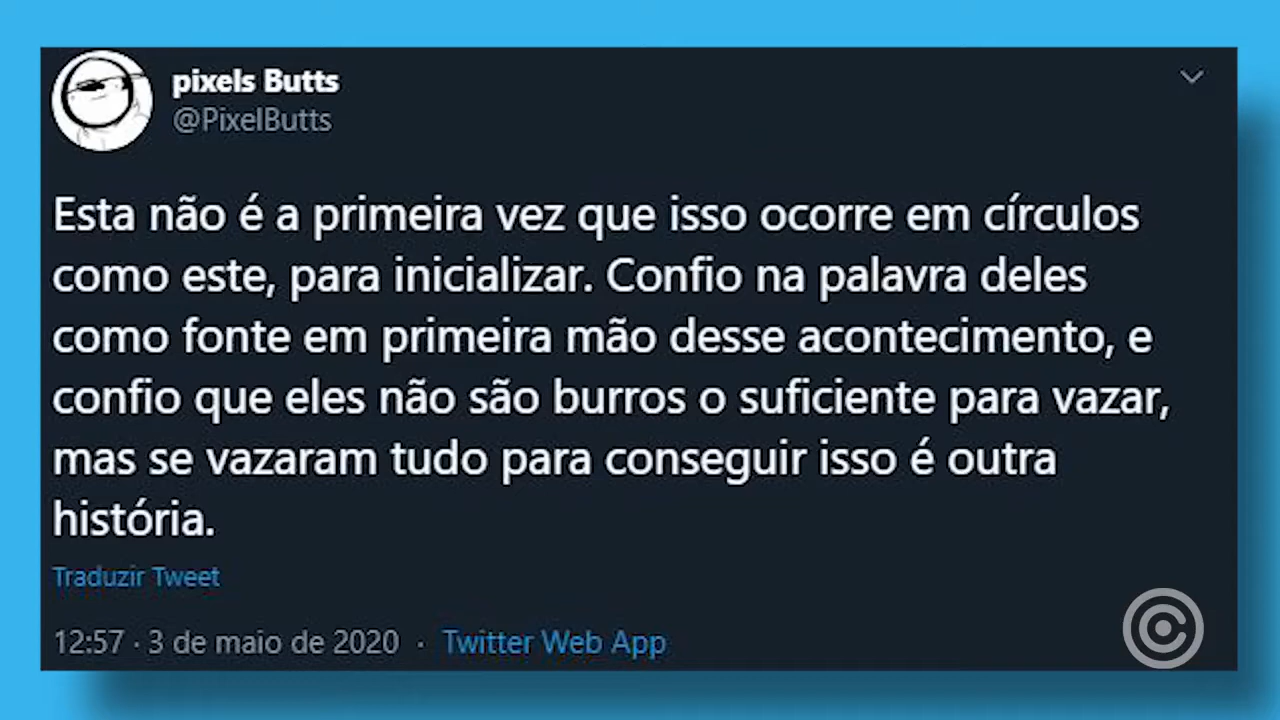 pixels Butts
@PixelButts
Esta não é a primeira vez que isso ocorre em círculos
como este, para inicializar. Confio na palavra deles
como fonte em primeira mão desse acontecimento, e
confio que eles não são burros o suficiente para vazar,
mas se vazaram tudo para conseguir isso é outra
história.
Traduzir Tweet
12:57 · 3 de maio de 2020 · Twitter Web App